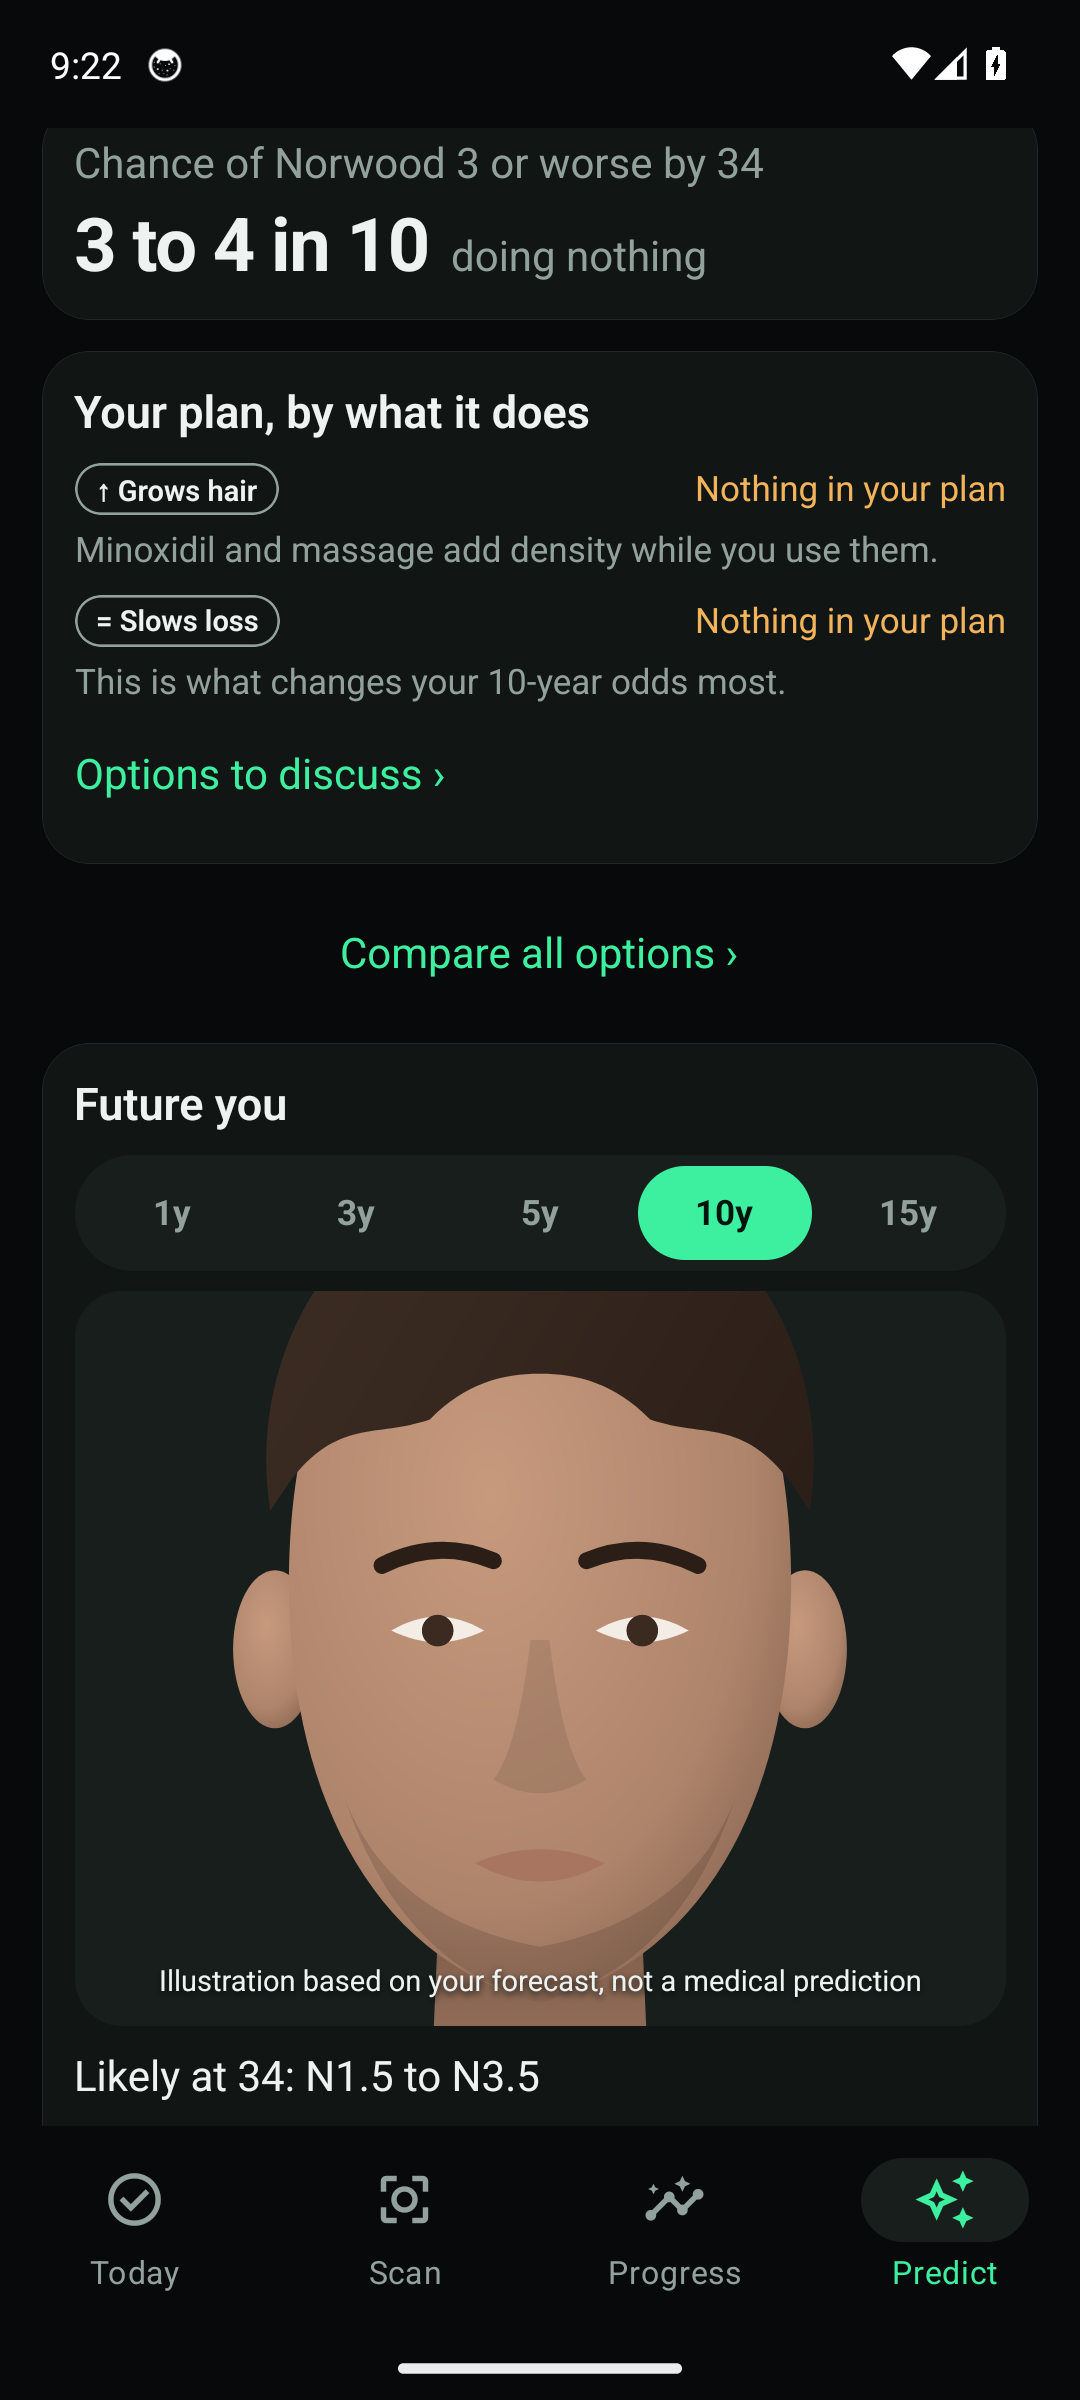 9:22
Chance of Norwood 3 or worse by 34
3 to 4 in 10 doing nothing
Your plan, by what it does
↑ Grows hair
Nothing in your plan
Minoxidil and massage add density while you use them.
= Slows loss
Nothing in your plan
This is what changes your 10-year odds most.
Options to discuss ›
Compare all options ›
Future you
1y 3y 5y 10y 15y
Illustration based on your forecast, not a medical prediction
Likely at 34: N1.5 to N3.5
Today Scan Progress Predict